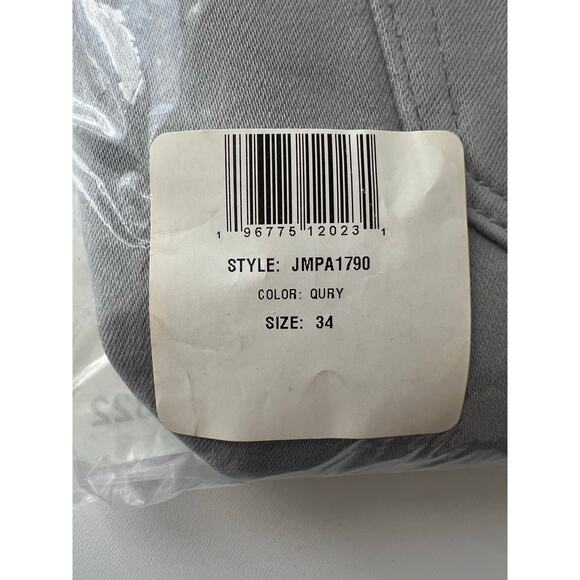 1 96775 12023 1
STYLE: JMPA1790
COLOR: QURY
SIZE: 34